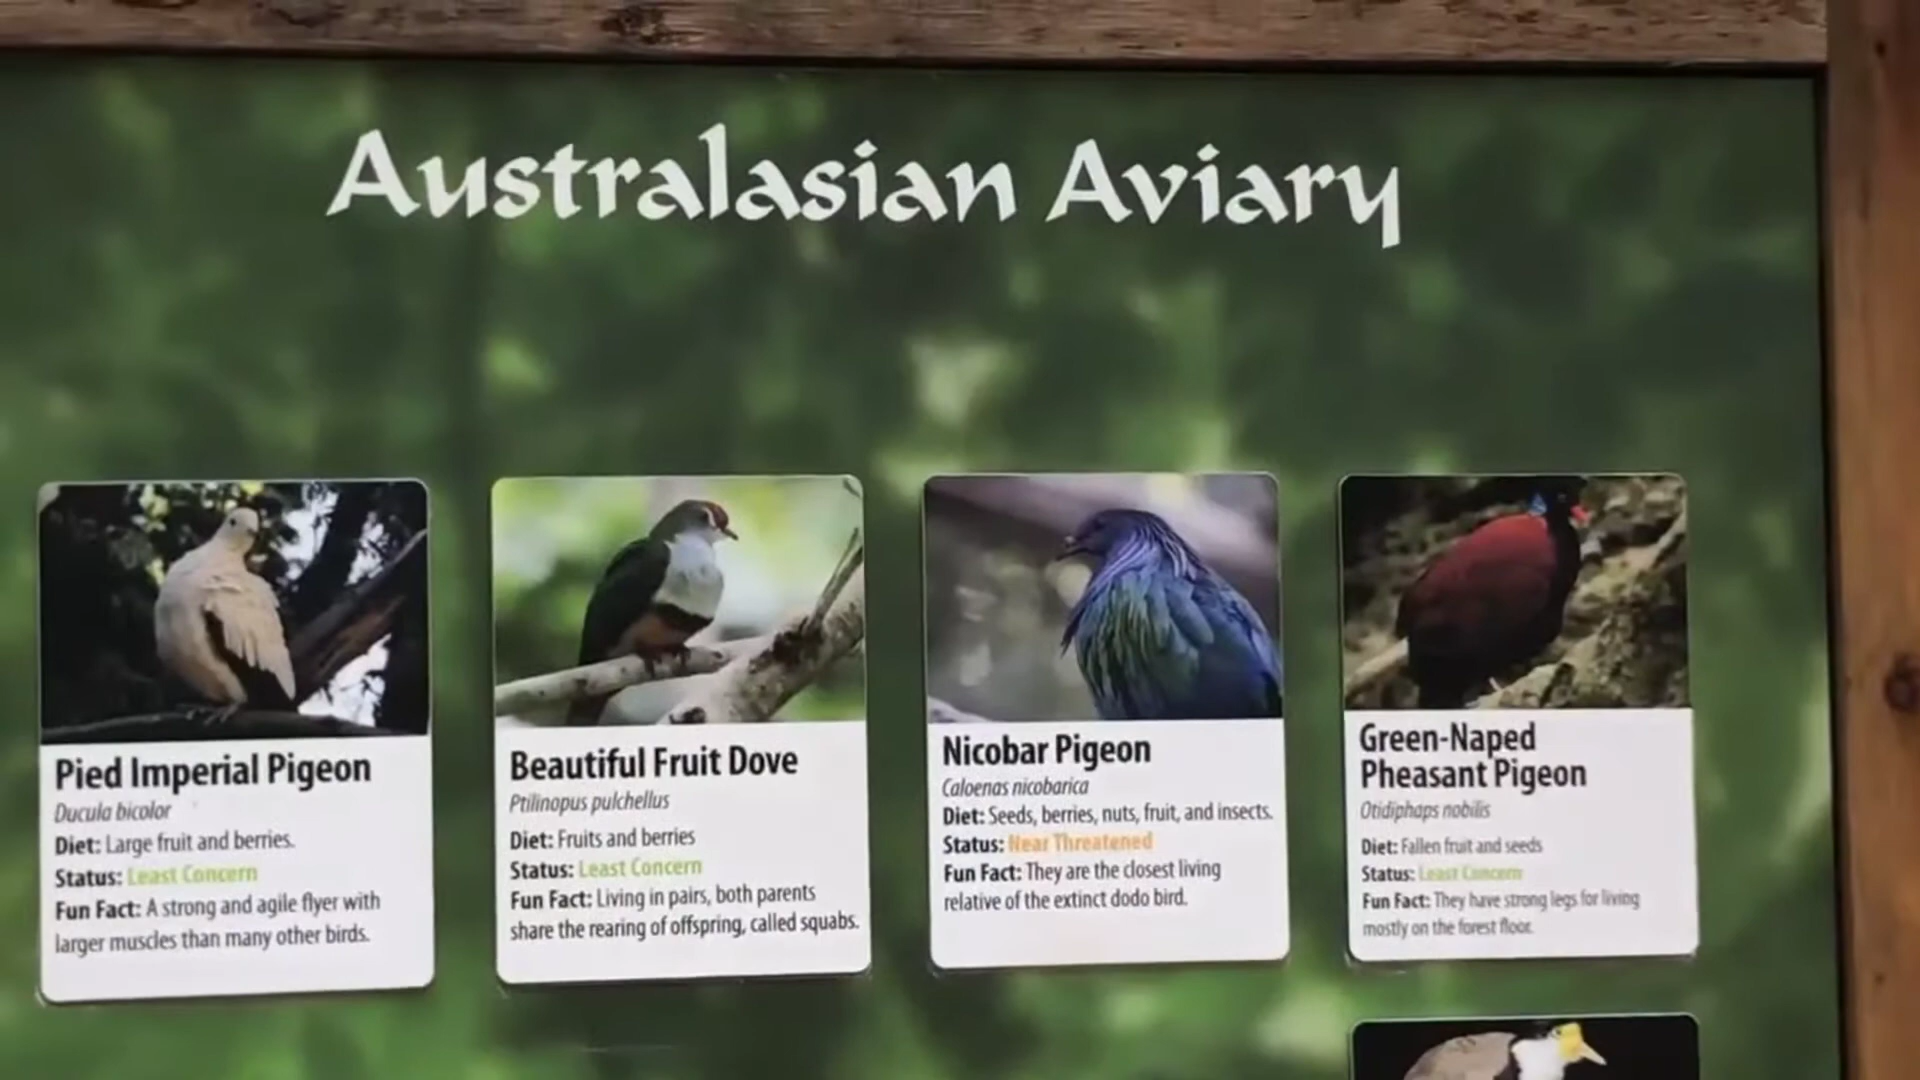 Australasian Aviary
Pied Imperial Pigeon
Ducula bicolor
Diet: Large fruit and berries.
Status: Least Concern
Fun Fact: A strong and agile flyer with
larger muscles than many other birds.
Beautiful Fruit Dove
Ptilinopus pulchellus
Diet: Fruits and berries
Status: Least Concern
Fun Fact: Living in pairs, both parents
share the rearing of offspring, called squabs.
Nicobar Pigeon
Caloenas nicobarica
Diet: Seeds, berries, nuts, fruit, and insects.
Status: Near Threatened
Fun Fact: They are the closest living
relative of the extinct dodo bird.
Green-Naped
Pheasant Pigeon
Otidiphaps nobilis
Diet: Fallen fruit and seeds
Status: Least Concern
Fun Fact: They have strong legs for living
mostly on the forest floor.